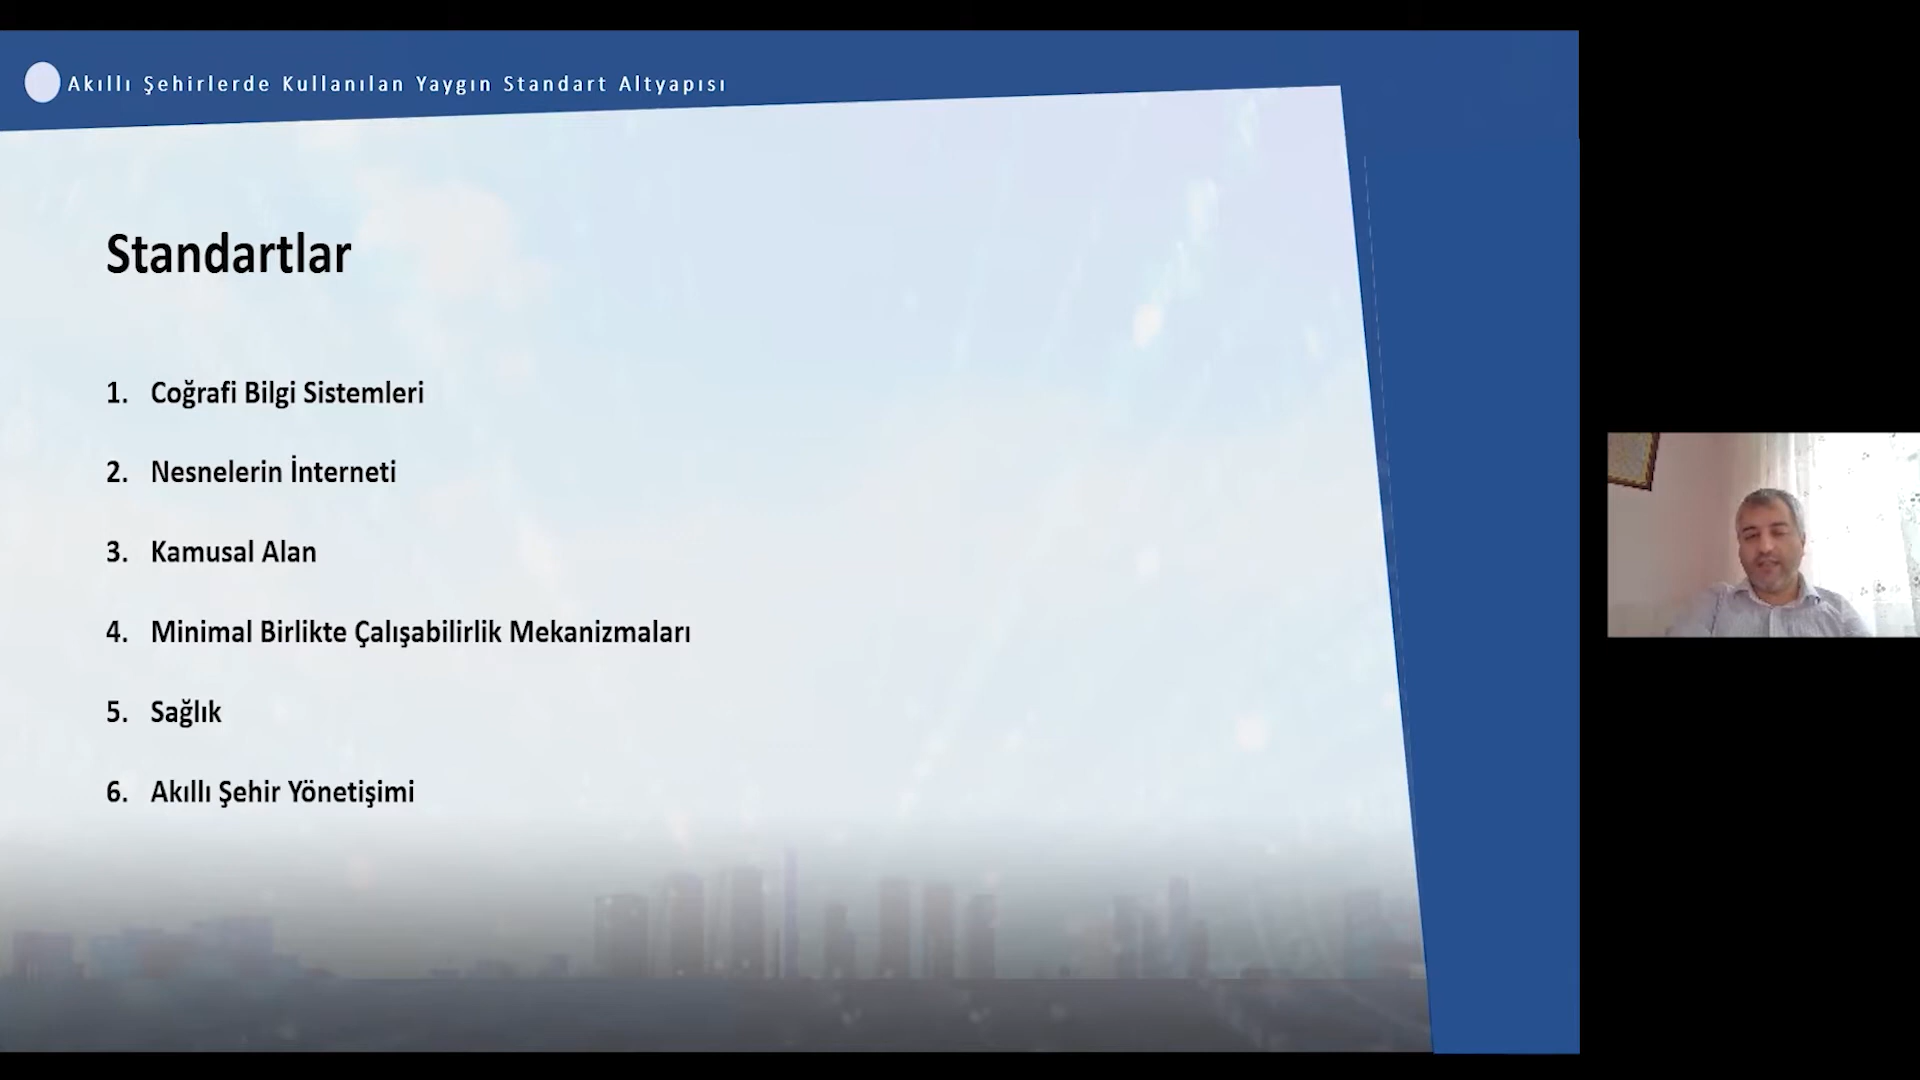 Akıllı Şehirlerde Kullanılan Yaygın Standart Altyapısı
Standartlar
1. Coğrafi Bilgi Sistemleri
2. Nesnelerin İnterneti
3. Kamusal Alan
4. Minimal Birlikte Çalışabilirlik Mekanizmaları
5. Sağlık
6. Akıllı Şehir Yönetişimi